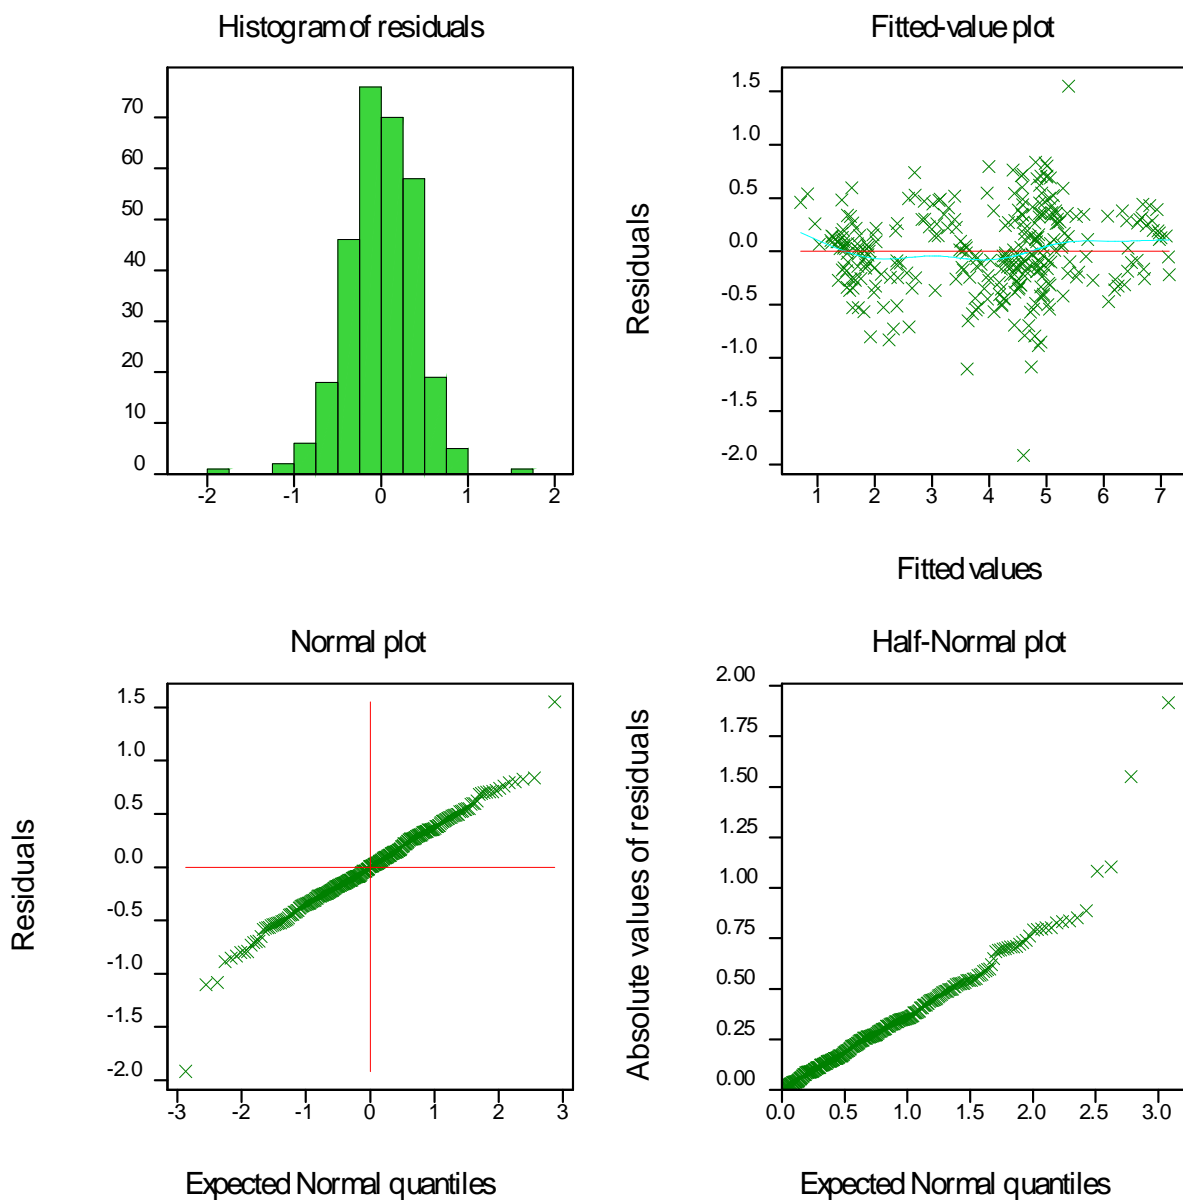 Histogram of residuals
70
60
50
40
30
20
10
0
-2 -1 0 1 2
Fitted-value plot
Residuals
1.5
1.0
0.5
0.0
-0.5
-1.0
-1.5
-2.0
1 2 3 4 5 6 7
Fitted values
Normal plot
Residuals
1.5
1.0
0.5
0.0
-0.5
-1.0
-1.5
-2.0
-3 -2 -1 0 1 2 3
Expected Normal quantiles
Half-Normal plot
Absolute values of residuals
2.00
1.75
1.50
1.25
1.00
0.75
0.50
0.25
0.00
0.0 0.5 1.0 1.5 2.0 2.5 3.0
Expected Normal quantiles